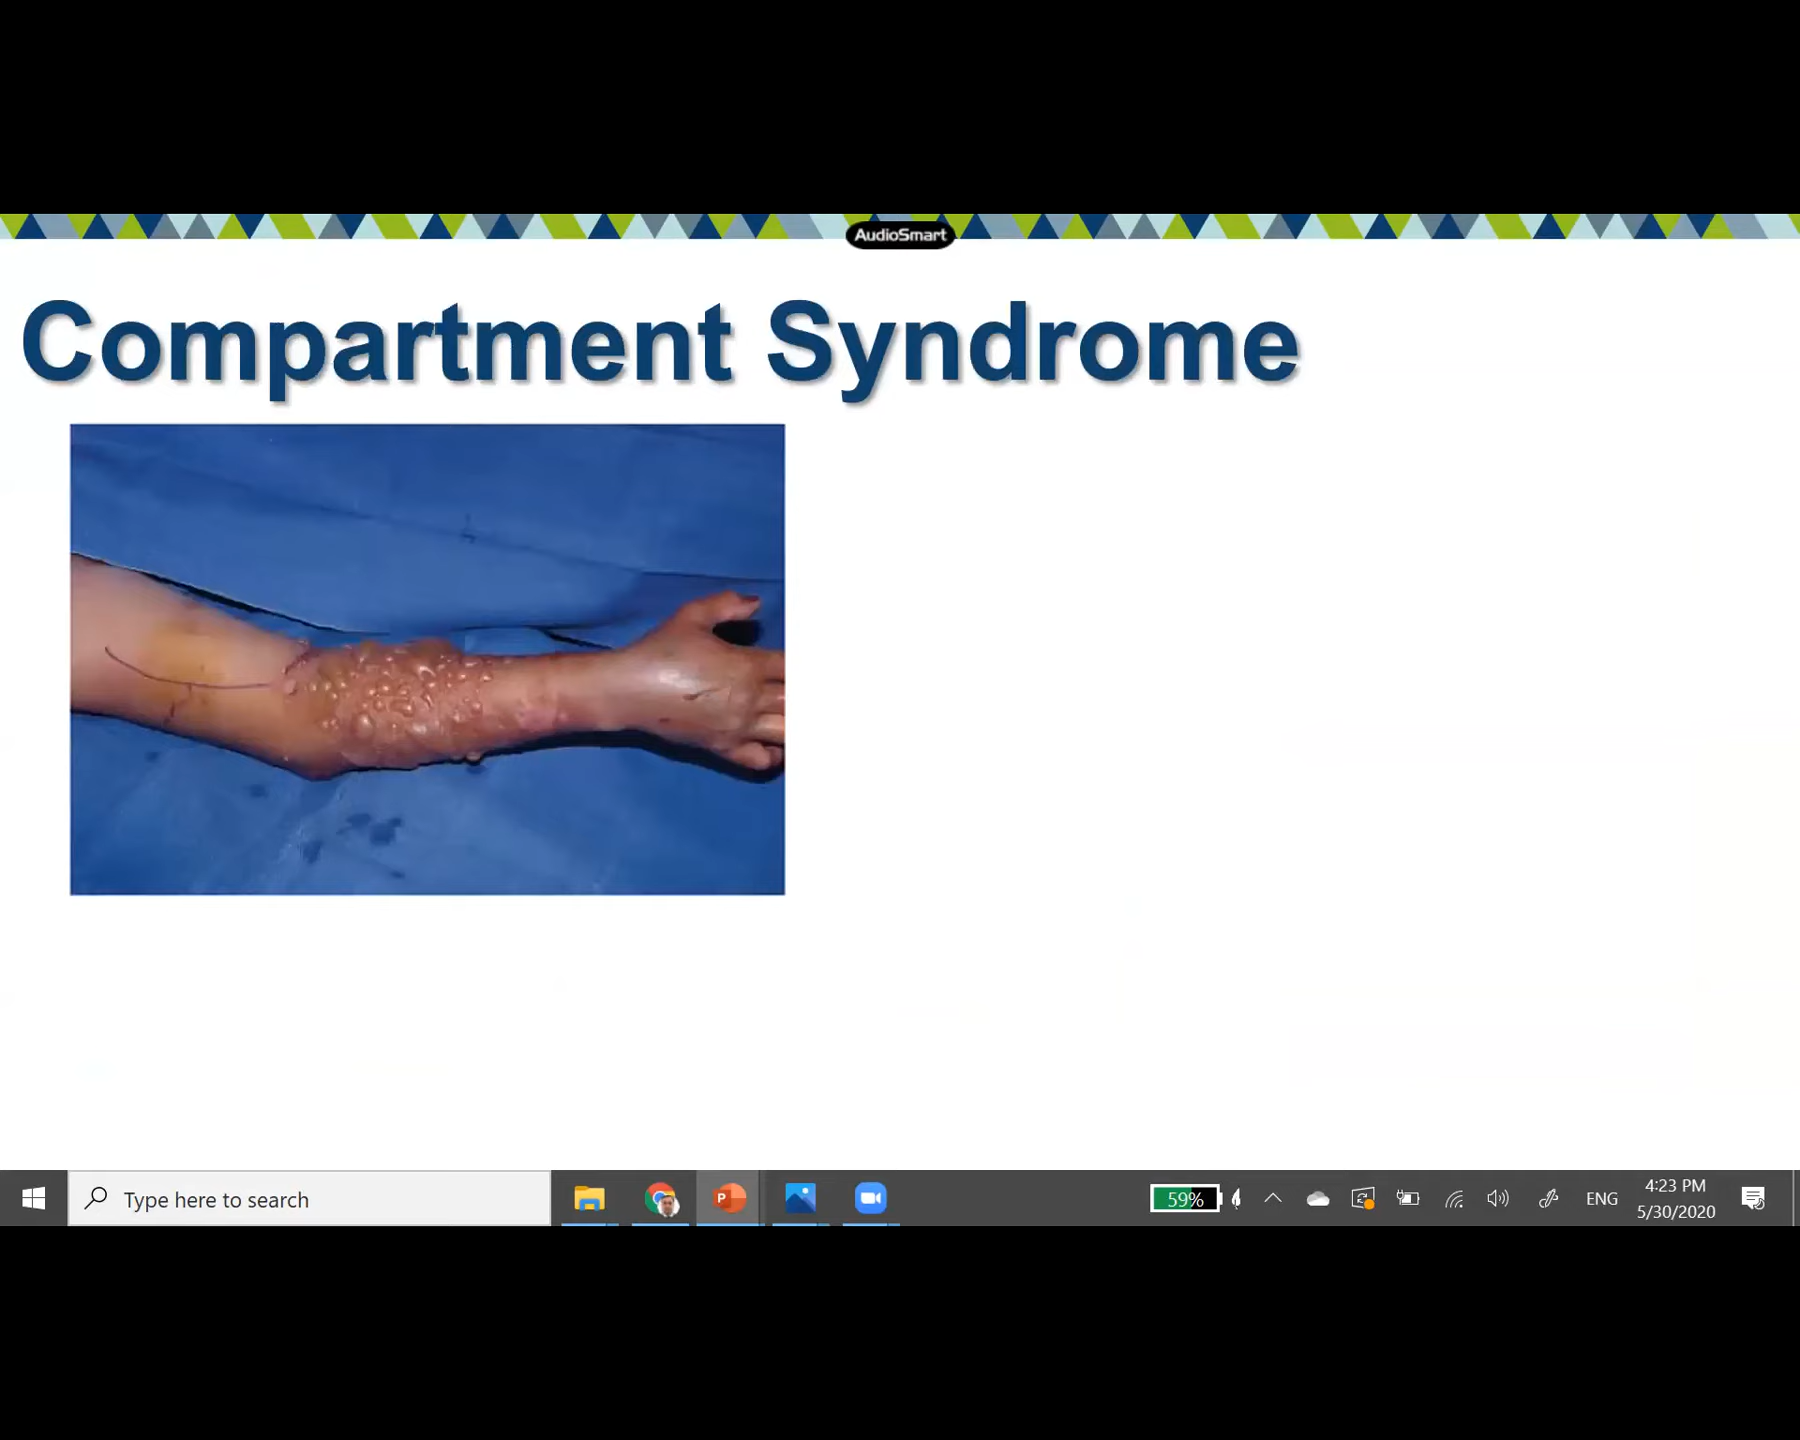 AudioSmart
Compartment Syndrome
Type here to search
59%
ENG
4:23 PM
5/30/2020